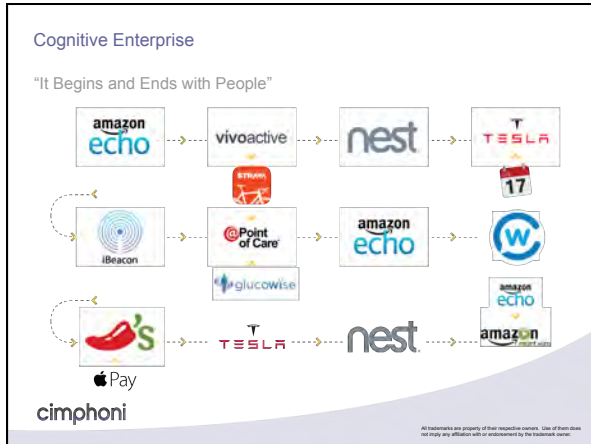 Cognitive Enterprise
“It Begins and Ends with People”
amazon
echo
vivoactive
nest
TESLA
STRAVA
17
iBeacon
@Point
of Care
amazon
echo
W
glucowise
amazon
echo
's
TESLA
nest
amazon
Pay
cimphoni
All trademarks are property of their respective owners. Use of them does
not imply any affiliation with or endorsement by the trademark owner.